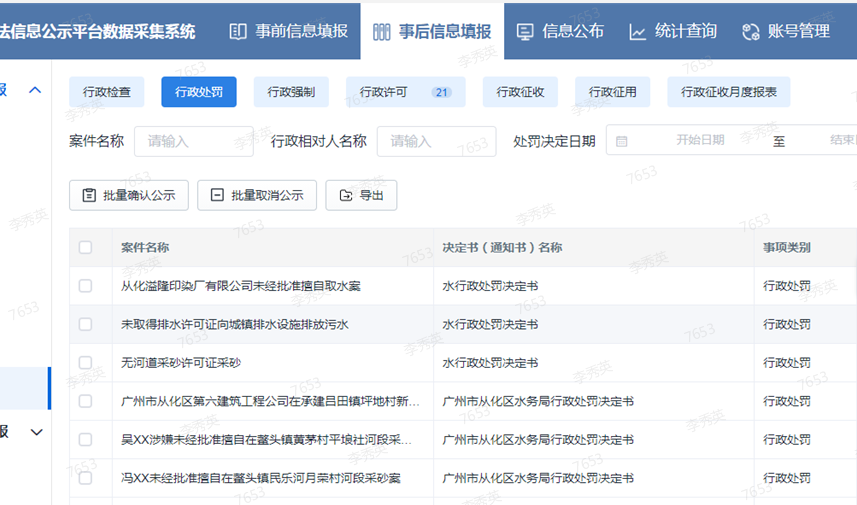 法信息公示平台数据采集系统 事前信息填报 事后信息填报 信息公布 统计查询 账号管理
报 行政检查 行政处罚 行政强制 行政许可 21 行政征收 行政征用 行政征收月度报表
案件名称 请输入 行政相对人名称 请输入 处罚决定日期 开始日期 至 结束日
批量确认公示 批量取消公示 导出
案件名称 决定书（通知书）名称 事项类别
从化溢隆印染厂有限公司未经批准擅自取水案 水行政处罚决定书 行政处罚
未取得排水许可证向城镇排水设施排放污水 水行政处罚决定书 行政处罚
无河道采砂许可证采砂 水行政处罚决定书 行政处罚
广州市从化区第六建筑工程公司在承建吕田镇坪地村新... 广州市从化区水务局行政处罚决定书 行政处罚
报 吴XX涉嫌未经批准擅自在鳌头镇黄茅村平埌社河段采... 广州市从化区水务局行政处罚决定书 行政处罚
冯XX未经批准擅自在鳌头镇民乐河月荣村河段采砂案 广州市从化区水务局行政处罚决定书 行政处罚
李秀英 7653